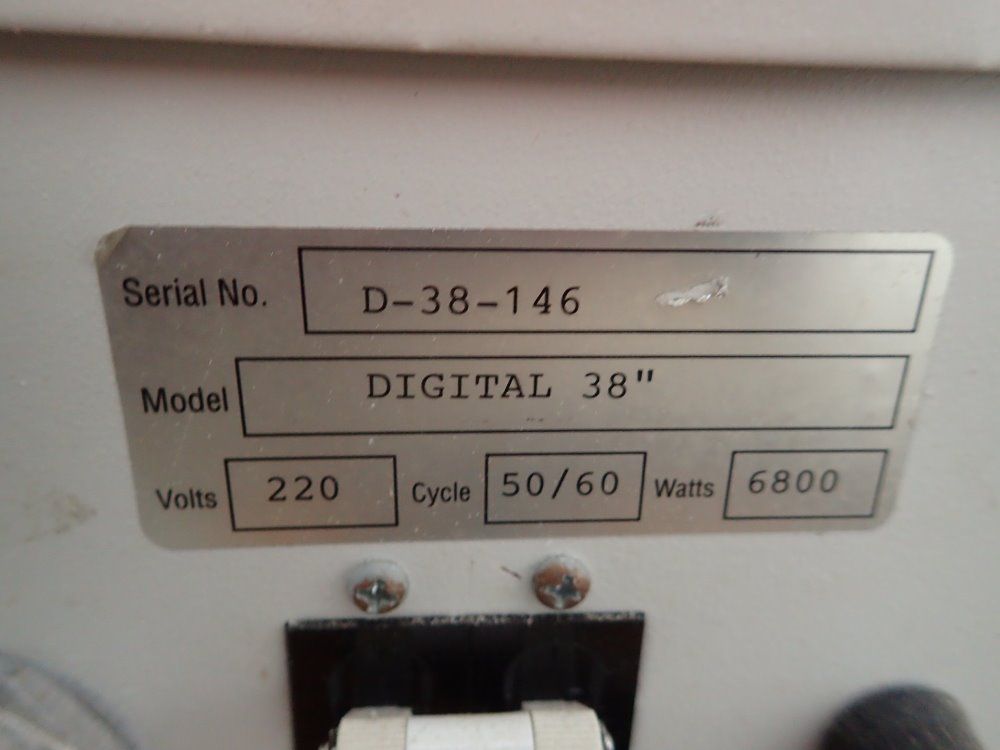 Serial No. D-38-146
Model DIGITAL 38"
Volts 220 Cycle 50/60 Watts 6800